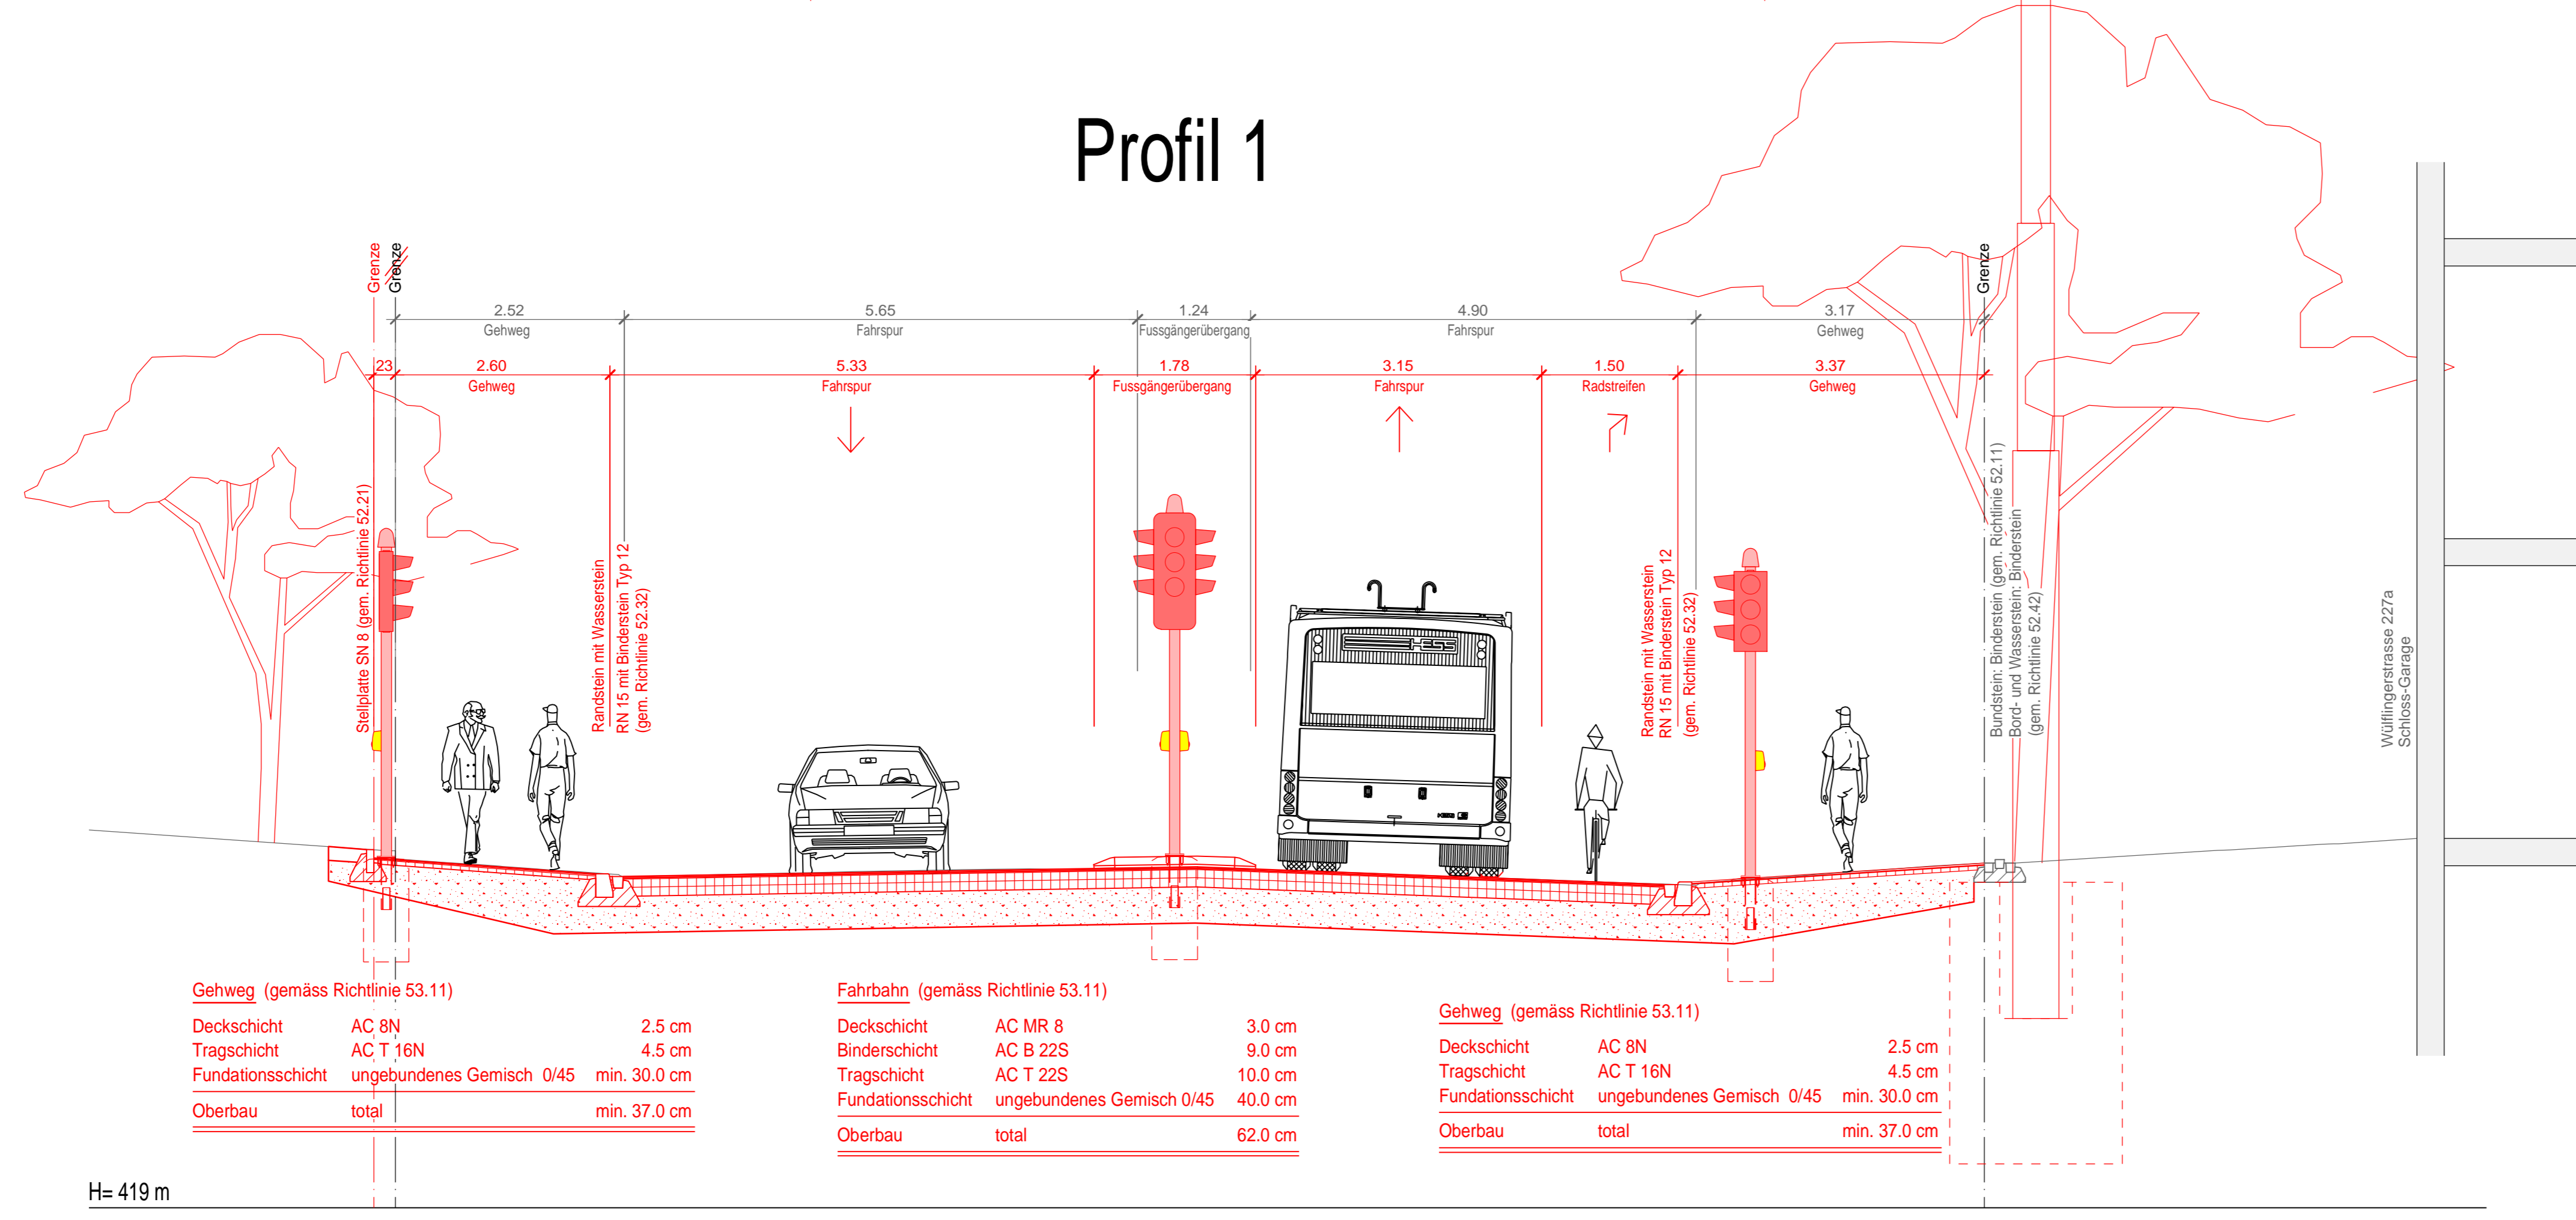 Profil 1
Grenze
Grenze
Grenze
2.52
Gehweg
5.65
Fahrspur
1.24
Fussgängerübergang
4.90
Fahrspur
3.17
Gehweg
23
2.60
Gehweg
5.33
Fahrspur
1.78
Fussgängerübergang
3.15
Fahrspur
1.50
Radstreifen
3.37
Gehweg
Stellplatte SN 8 (gem. Richtlinie 52.21)
Randstein mit Wasserstein
RN 15 mit Binderstein Typ 12
(gem. Richtlinie 52.32)
HESS
Randstein mit Wasserstein
RN 15 mit Binderstein Typ 12
(gem. Richtlinie 52.32)
Bundstein: Binderstein (gem. Richtlinie 52.11)
Bord- und Wasserstein: Binderstein
(gem. Richtlinie 52.42)
Wülflingerstrasse 227a
Schloss-Garage
Gehweg (gemäss Richtlinie 53.11)
Deckschicht AC 8N 2.5 cm
Tragschicht AC T 16N 4.5 cm
Fundationsschicht ungebundenes Gemisch 0/45 min. 30.0 cm
Oberbau total min. 37.0 cm
Fahrbahn (gemäss Richtlinie 53.11)
Deckschicht AC MR 8 3.0 cm
Binderschicht AC B 22S 9.0 cm
Tragschicht AC T 22S 10.0 cm
Fundationsschicht ungebundenes Gemisch 0/45 40.0 cm
Oberbau total 62.0 cm
Gehweg (gemäss Richtlinie 53.11)
Deckschicht AC 8N 2.5 cm
Tragschicht AC T 16N 4.5 cm
Fundationsschicht ungebundenes Gemisch 0/45 min. 30.0 cm
Oberbau total min. 37.0 cm
H= 419 m